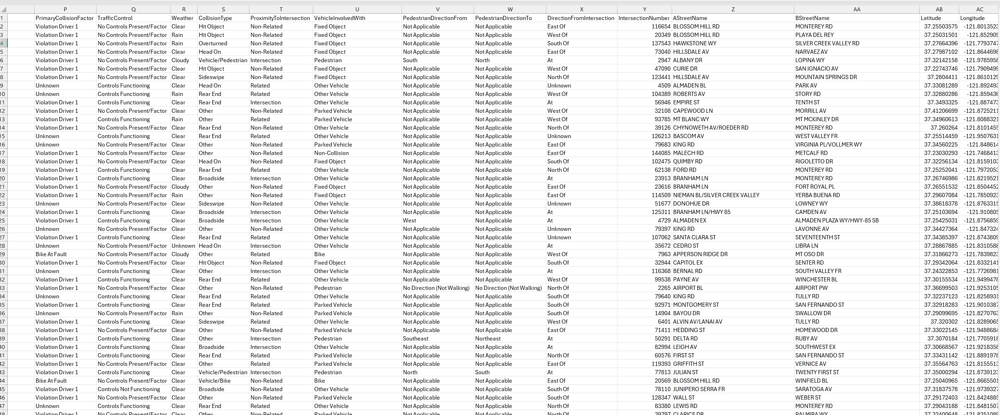 P Q R S T U V W X Y Z AA AB AC
1 PrimaryCollisionFactor TrafficControl Weather CollisionType ProximityToIntersection VehicleInvolvedWith PedestrianDirectionFrom PedestrianDirectionTo DirectionFromIntersection IntersectionNumber AStreetName BStreetName Latitude Longitude
2 Violation Driver 1 No Controls Present/Factor Clear Hit Object Non-Related Fixed Object Not Applicable Not Applicable East Of 116654 BLOSSOM HILL RD MONTEREY RD 37.25503575 -121.8013523
3 Violation Driver 1 No Controls Present/Factor Rain Hit Object Non-Related Fixed Object Not Applicable Not Applicable West Of 20349 BLOSSOM HILL RD PLAYA DEL REY 37.25031501 -121.852909
4 Violation Driver 1 No Controls Present/Factor Rain Overturned Non-Related Fixed Object Not Applicable Not Applicable South Of 137543 HAWKSTONE WY SILVER CREEK VALLEY RD 37.27664396 -121.7793747
5 Violation Driver 1 No Controls Present/Factor Clear Head On Non-Related Fixed Object Not Applicable Not Applicable East Of 73040 HILLSDALE AV NARVAEZ AV 37.27987102 -121.8644698
6 Violation Driver 1 No Controls Present/Factor Cloudy Vehicle/Pedestrian Intersection Pedestrian South North At 2947 ALBANY DR LOPINA WY 37.32142158 -121.9785958
7 Violation Driver 1 No Controls Present/Factor Clear Hit Object Non-Related Fixed Object Not Applicable Not Applicable West Of 47090 CURIE DR SAN IGNACIO AV 37.22743746 -121.7909499
8 Violation Driver 1 No Controls Present/Factor Clear Sideswipe Non-Related Fixed Object Not Applicable Not Applicable North Of 123441 HILLSDALE AV MOUNTAIN SPRINGS DR 37.2804411 -121.8610129
9 Unknown Controls Functioning Clear Head On Related Other Vehicle Not Applicable Not Applicable Unknown 4509 ALMADEN BL PARK AV 37.33081289 -121.892493
10 Unknown Controls Functioning Rain Rear End Related Other Vehicle Not Applicable Not Applicable West Of 104389 ROBERTS AV STORY RD 37.32880286 -121.859436
11 Violation Driver 1 Controls Functioning Clear Rear End Intersection Other Vehicle Not Applicable Not Applicable At 56946 EMPIRE ST TENTH ST 37.3493325 -121.887473
12 Violation Driver 1 No Controls Present/Factor Clear Other Non-Related Parked Vehicle Not Applicable Not Applicable West Of 32108 CAPEWOOD LN MORRILL AV 37.41206699 -121.8725211
13 Violation Driver 1 Controls Functioning Rain Other Related Parked Vehicle Not Applicable Not Applicable West Of 93785 MT BLANC WY MT MCKINLEY DR 37.34960613 -121.8088321
14 Violation Driver 1 No Controls Present/Factor Clear Rear End Non-Related Other Vehicle Not Applicable Not Applicable North Of 39126 CHYNOWETH AV/ROEDER RD MONTEREY RD 37.260264 -121.8101455
15 Unknown Controls Functioning Clear Rear End Related Other Vehicle Not Applicable Not Applicable Unknown 126213 BASCOM AV WEST VALLEY FR 37.25514459 -121.9507631
16 Unknown No Controls Present/Factor Clear Other Non-Related Parked Vehicle Not Applicable Not Applicable East Of 79683 KING RD VIRGINIA PL/VOLLMER WY 37.34560225 -121.848614
17 Violation Driver 1 No Controls Present/Factor Clear Other Non-Related Non-Collision Not Applicable Not Applicable East Of 144085 MALECH RD METCALF RD 37.23030293 -121.7468413
18 Violation Driver 1 No Controls Present/Factor Clear Head On Non-Related Fixed Object Not Applicable Not Applicable South Of 102475 QUIMBY RD RIGOLETTO DR 37.32256134 -121.8159103
19 Violation Driver 1 Controls Functioning Clear Rear End Related Other Vehicle Not Applicable Not Applicable North Of 62138 FORD RD MONTEREY RD 37.25252041 -121.7972053
20 Violation Driver 1 Controls Functioning Clear Broadside Intersection Other Vehicle Not Applicable Not Applicable At 23913 BRANHAM LN MONTEREY RD 37.26746986 -121.8219521
21 Violation Driver 1 No Controls Present/Factor Cloudy Other Non-Related Fixed Object Not Applicable Not Applicable East Of 23616 BRANHAM LN FORT ROYAL PL 37.26551532 -121.8504452
22 Violation Driver 1 No Controls Present/Factor Rain Other Non-Related Fixed Object Not Applicable Not Applicable East Of 114509 NIEMAN BL/SILVER CREEK VALLEY YERBA BUENA RD 37.29607084 -121.7850923
23 Unknown No Controls Present/Factor Clear Sideswipe Non-Related Other Vehicle Not Applicable Not Applicable Unknown 51677 DONOHUE DR LOWNEY WY 37.38618378 -121.8763315
24 Violation Driver 1 Controls Functioning Clear Broadside Intersection Other Vehicle Not Applicable Not Applicable At 125311 BRANHAM LN/HWY 85 CAMDEN AV 37.25103694 -121.910805
25 Violation Driver 1 Controls Functioning Clear Broadside Intersection Other Vehicle West Not Applicable At 4729 ALMADEN EX ALMADEN PLAZA WY/HWY-85 SB 37.25425031 -121.8756859
26 Unknown No Controls Present/Factor Clear Other Non-Related Other Vehicle Not Applicable Not Applicable Unknown 79397 KING RD LAVONNE AV 37.34427364 -121.847324
27 Violation Driver 1 Controls Functioning Clear Rear End Related Other Vehicle Not Applicable Not Applicable Unknown 107062 SANTA CLARA ST SEVENTEENTH ST 37.34385397 -121.8743809
28 Unknown No Controls Present/Factor Unknown Head On Intersection Other Vehicle Not Applicable Not Applicable At 35672 CEDRO ST LIBRA LN 37.28867885 -121.8310588
29 Bike At Fault No Controls Present/Factor Cloudy Other Related Bike Not Applicable Not Applicable West Of 7963 APPERSON RIDGE DR MT OSO DR 37.31866273 -121.7839823
30 Violation Driver 1 No Controls Present/Factor Clear Hit Object Non-Related Fixed Object Not Applicable Not Applicable South Of 32944 CAPITOL EX SENTER RD 37.29342064 -121.8332141
31 Unknown Controls Functioning Clear Other Intersection Other Vehicle Not Applicable Not Applicable At 116368 BERNAL RD SOUTH VALLEY FR 37.24322853 -121.7726981
32 Violation Driver 1 Controls Functioning Clear Rear End Related Other Vehicle Not Applicable Not Applicable West Of 99538 PAYNE AV WINCHESTER BL 37.30155534 -121.9499478
33 Violation Driver 1 No Controls Present/Factor Clear Other Non-Related Pedestrian No Direction (Not Walking) No Direction (Not Walking) North Of 2265 AIRPORT BL AIRPORT PW 37.36699503 -121.9253105
34 Unknown Controls Functioning Clear Rear End Related Other Vehicle Not Applicable Not Applicable South Of 79640 KING RD TULLY RD 37.32237123 -121.8258931
35 Violation Driver 1 Controls Functioning Clear Rear End Related Parked Vehicle Not Applicable Not Applicable South Of 92971 MONTGOMERY ST SAN FERNANDO ST 37.32918283 -121.9010387
36 Unknown No Controls Present/Factor Rain Other Non-Related Parked Vehicle Not Applicable Not Applicable South Of 14904 BAYOU DR SWALLOW DR 37.29099695 -121.8270763
37 Violation Driver 1 Controls Functioning Clear Sideswipe Related Other Vehicle Not Applicable Not Applicable West Of 6401 ALVIN AV/LANAI AV TULLY RD 37.320302 -121.8289065
38 Violation Driver 1 No Controls Present/Factor Clear Other Non-Related Parked Vehicle Not Applicable Not Applicable East Of 71411 HEDDING ST HOMEWOOD DR 37.33022145 -121.9488684
39 Violation Driver 1 Controls Functioning Clear Other Intersection Pedestrian Southeast Northeast At 50291 DELTA RD RUBY AV 37.3070184 -121.7705918
40 Violation Driver 1 Controls Functioning Clear Broadside Intersection Other Vehicle Not Applicable Not Applicable At 82994 LEIGH AV SOUTHWEST EX 37.30668567 -121.9218358
41 Violation Driver 1 Controls Functioning Clear Rear End Related Parked Vehicle Not Applicable Not Applicable North Of 60576 FIRST ST SAN FERNANDO ST 37.33431142 -121.8891978
42 Violation Driver 1 No Controls Present/Factor Clear Other Related Parked Vehicle Not Applicable Not Applicable East Of 119393 GRIFFITH ST VERNICE AV 37.35564763 -121.8155513
43 Violation Driver 1 Controls Functioning Clear Vehicle/Pedestrian Intersection Pedestrian North South At 77813 JULIAN ST TWENTY FIRST ST 37.35000294 -121.8739123
44 Bike At Fault No Controls Present/Factor Clear Vehicle/Bike Non-Related Bike Not Applicable Not Applicable East Of 20569 BLOSSOM HILL RD WINFIELD BL 37.25040965 -121.8665501
45 Violation Driver 1 Controls Not Functioning Clear Broadside Non-Related Other Vehicle Not Applicable Not Applicable South Of 78110 JUNIPERO SERRA FR SARATOGA AV 37.31837578 -121.9739327
46 Violation Driver 1 No Controls Present/Factor Clear Other Non-Related Parked Vehicle Not Applicable Not Applicable South Of 128347 WALL ST WEBER ST 37.29172403 -121.8424885
47 Unknown Controls Functioning Clear Rear End Related Other Vehicle Not Applicable Not Applicable North Of 83380 LEWIS RD MONTEREY RD 37.29043188 -121.8481507
48 Violation Driver 1 No Controls Present/Factor Clear Other Non-Related Parked Vehicle Not Applicable Not Applicable North Of 39797 CLARICE DR PALMIRA WY 37.32400648 -121.8251089